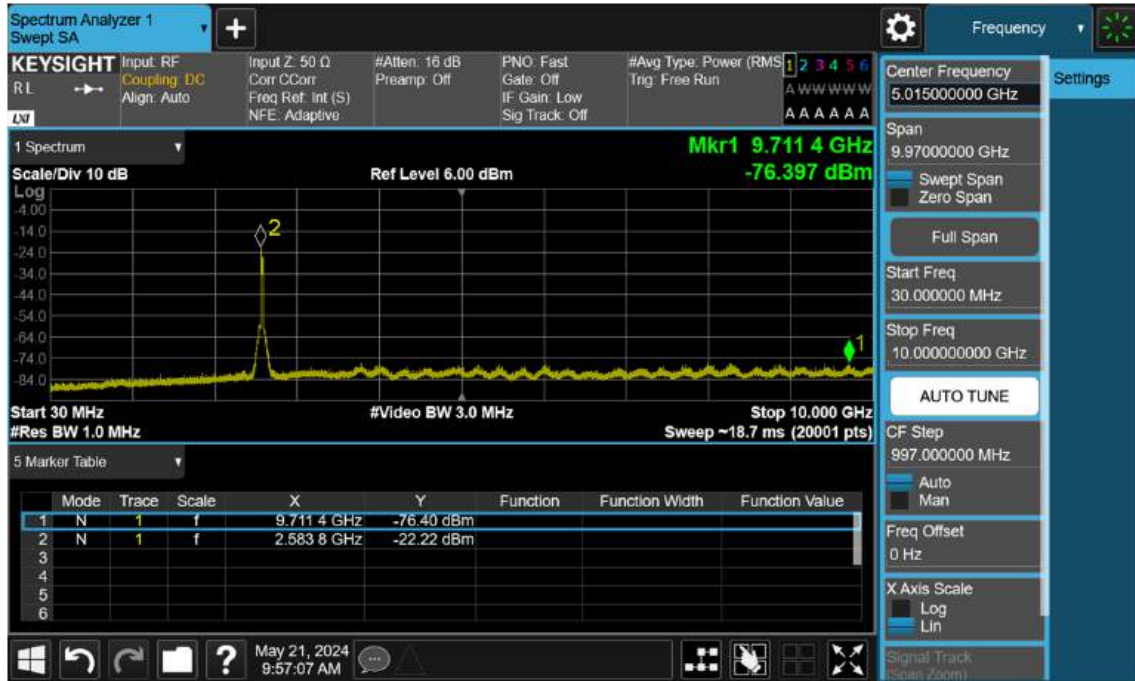 Spectrum Analyzer 1
Swept SA
Frequency
KEYSIGHT
RL
LXI
Input: RF
Coupling: DC
Align: Auto
Input Z: 50 Ω
Corr CCorr
Freq Ref: Int (S)
NFE: Adaptive
#Atten: 16 dB
Preamp: Off
PNO: Fast
Gate: Off
IF Gain: Low
Sig Track: Off
#Avg Type: Power (RMS
Trig: Free Run
1 2 3 4 5 6
A W W W W W
A A A A A A
1 Spectrum
Mkr1 9.711 4 GHz
Scale/Div 10 dB
Ref Level 6.00 dBm
-76.397 dBm
Log
-4.00
-14.0
-24.0
-34.0
-44.0
-54.0
-64.0
-74.0
-84.0
2
1
Start 30 MHz
#Video BW 3.0 MHz
Stop 10.000 GHz
#Res BW 1.0 MHz
Sweep ~18.7 ms (20001 pts)
5 Marker Table
Mode Trace Scale X Y Function Function Width Function Value
1 N 1 f 9.711 4 GHz -76.40 dBm
2 N 1 f 2.583 8 GHz -22.22 dBm
3
4
5
6
May 21, 2024
9:57:07 AM
Center Frequency
5.015000000 GHz
Settings
Span
9.97000000 GHz
Swept Span
Zero Span
Full Span
Start Freq
30.000000 MHz
Stop Freq
10.000000000 GHz
AUTO TUNE
CF Step
997.000000 MHz
Auto
Man
Freq Offset
0 Hz
X Axis Scale
Log
Lin
Signal Track
(Span Zoom)